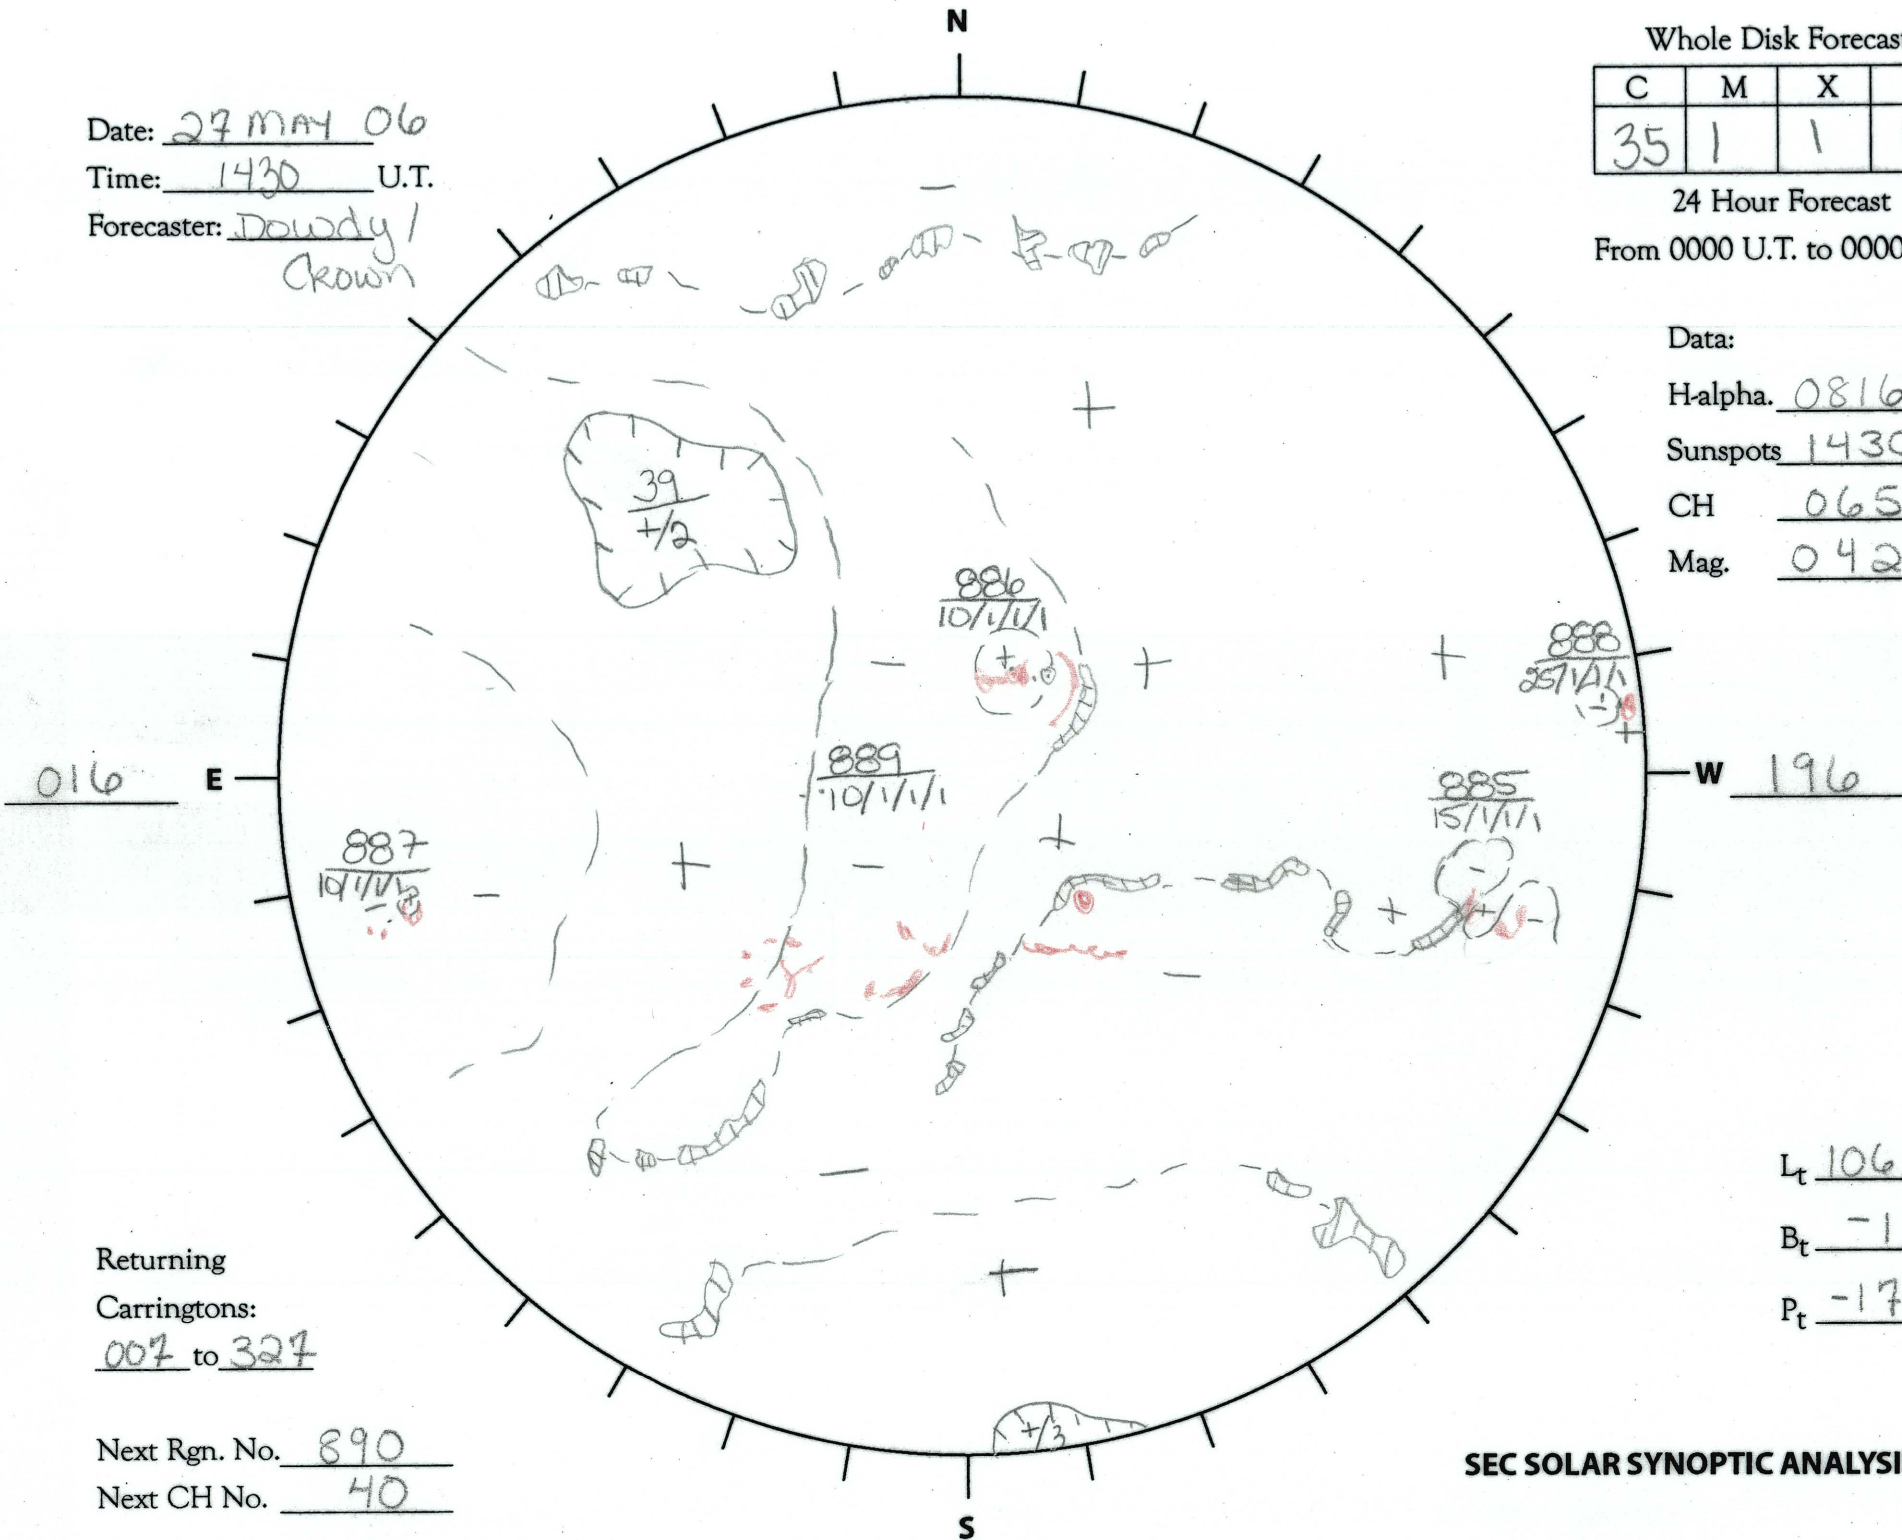 N
Whole Disk Forecas
C M X
35 1 1
24 Hour Forecast
From 0000 U.T. to 0000
Date: 27 MAY 06
Time: 1430 U.T.
Forecaster: Dowdy /
Crown
Data:
H-alpha. 0816
Sunspots 1430
CH 065
Mag. 042
-
+
39
+/2
886
10/1/1/1
+
-
+
+
888
25/1/1/1
-
+
016 E
889
10/1/1/1
885
15/1/1/1
W 196
887
10/1/1/1
- +
-
+
-
+
-
+
+
-
-
-
Lt 106
Bt -1
Pt -17
+
Returning
Carringtons:
007 to 327
+/3
Next Rgn. No. 890
Next CH No. 40
SEC SOLAR SYNOPTIC ANALYSI
S